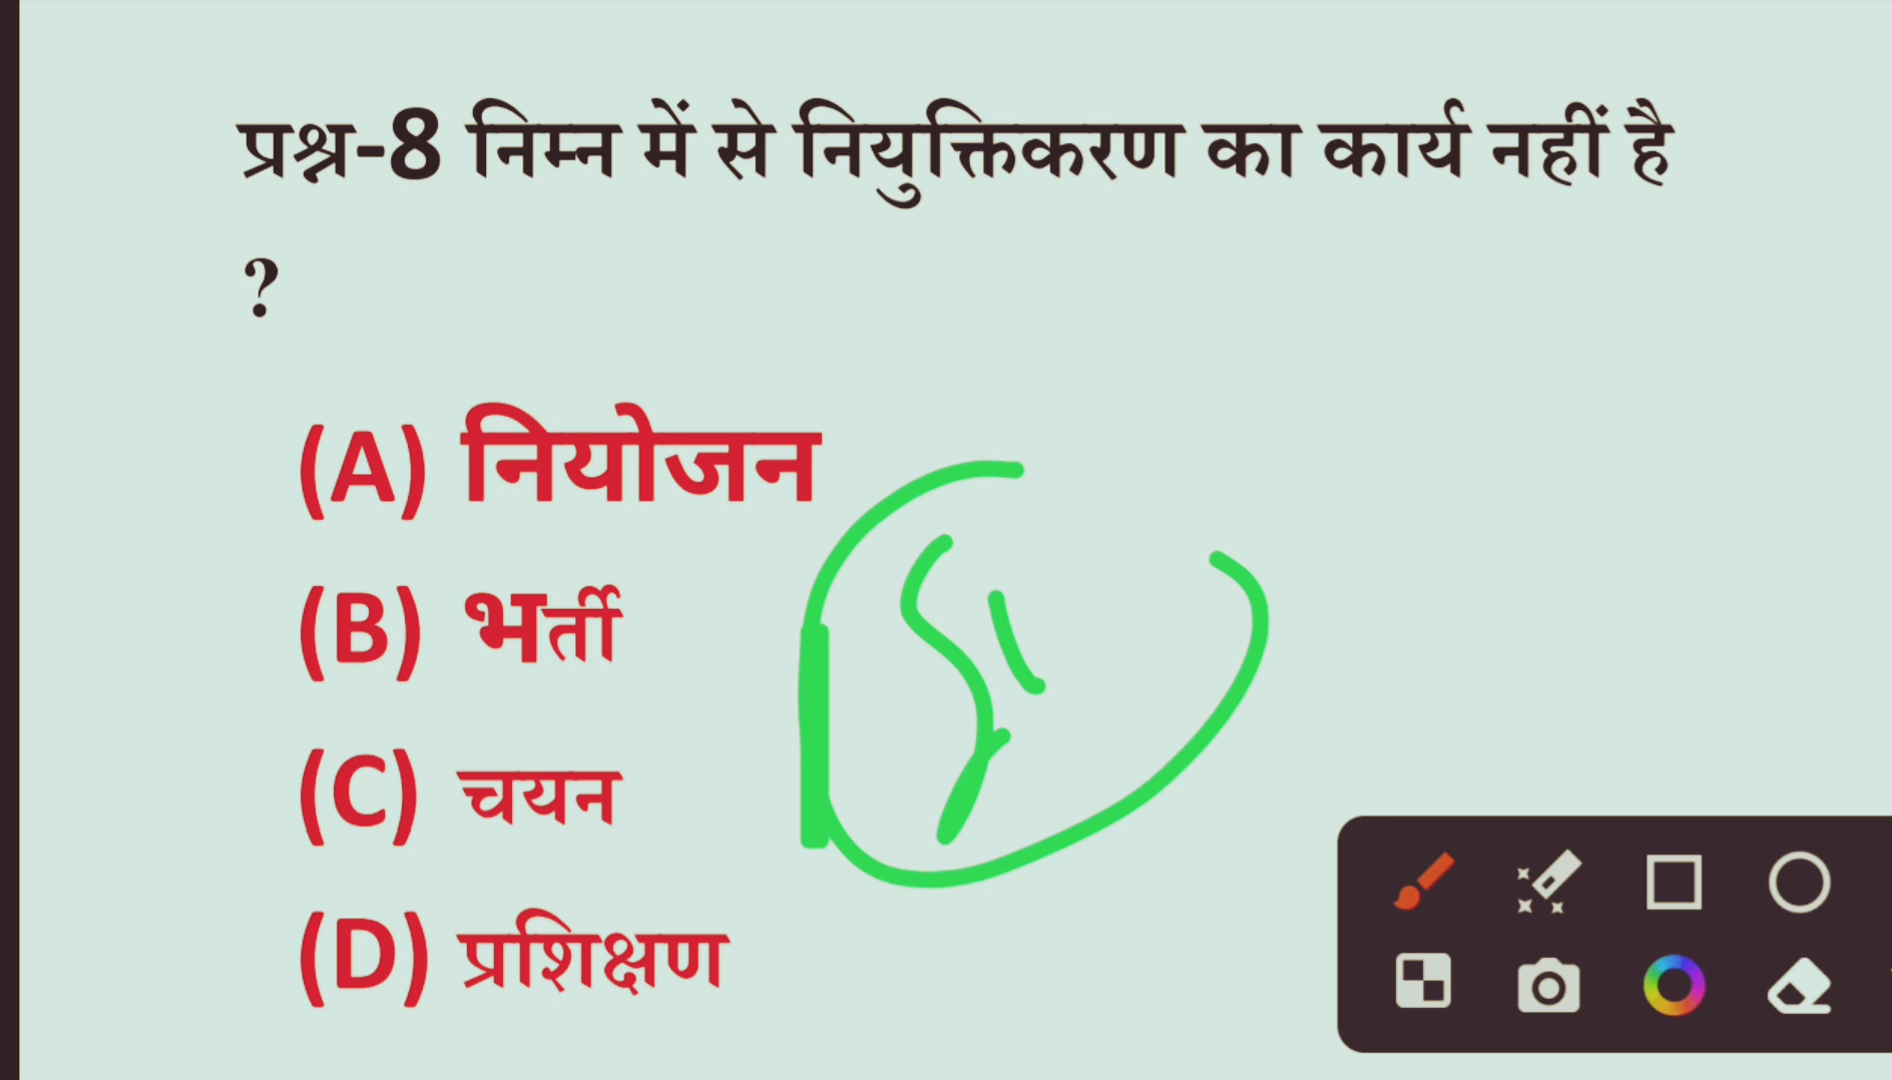 प्रश्न-8 निम्न में से नियुक्तिकरण का कार्य नहीं है
?
(A) नियोजन
(B) भर्ती
(C) चयन
(D) प्रशिक्षण